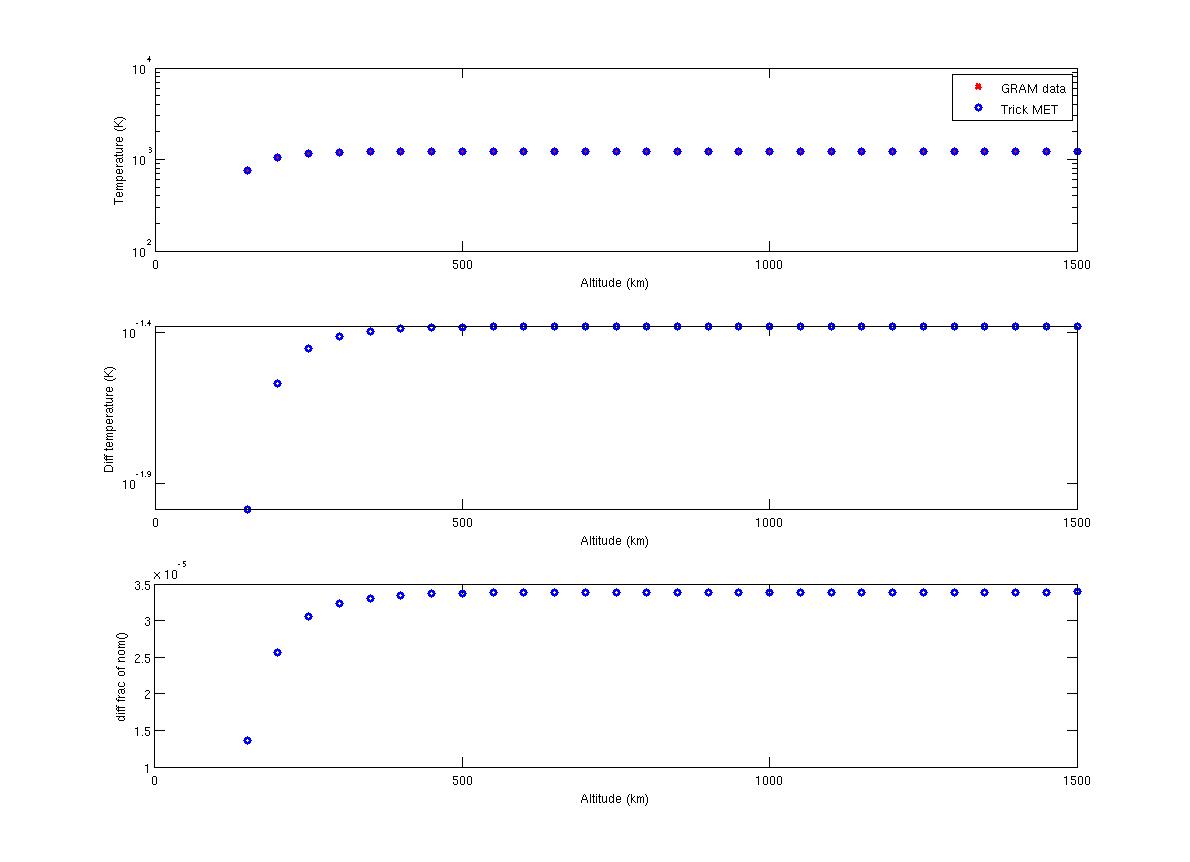 10^4
10^3
10^2
Temperature (K)
GRAM data
Trick MET
0 500 1000 1500
Altitude (km)
10^-1.4
10^-1.9
Diff temperature (K)
0 500 1000 1500
Altitude (km)
× 10^-5
3.5
3
2.5
2
1.5
1
diff frac of nom()
0 500 1000 1500
Altitude (km)